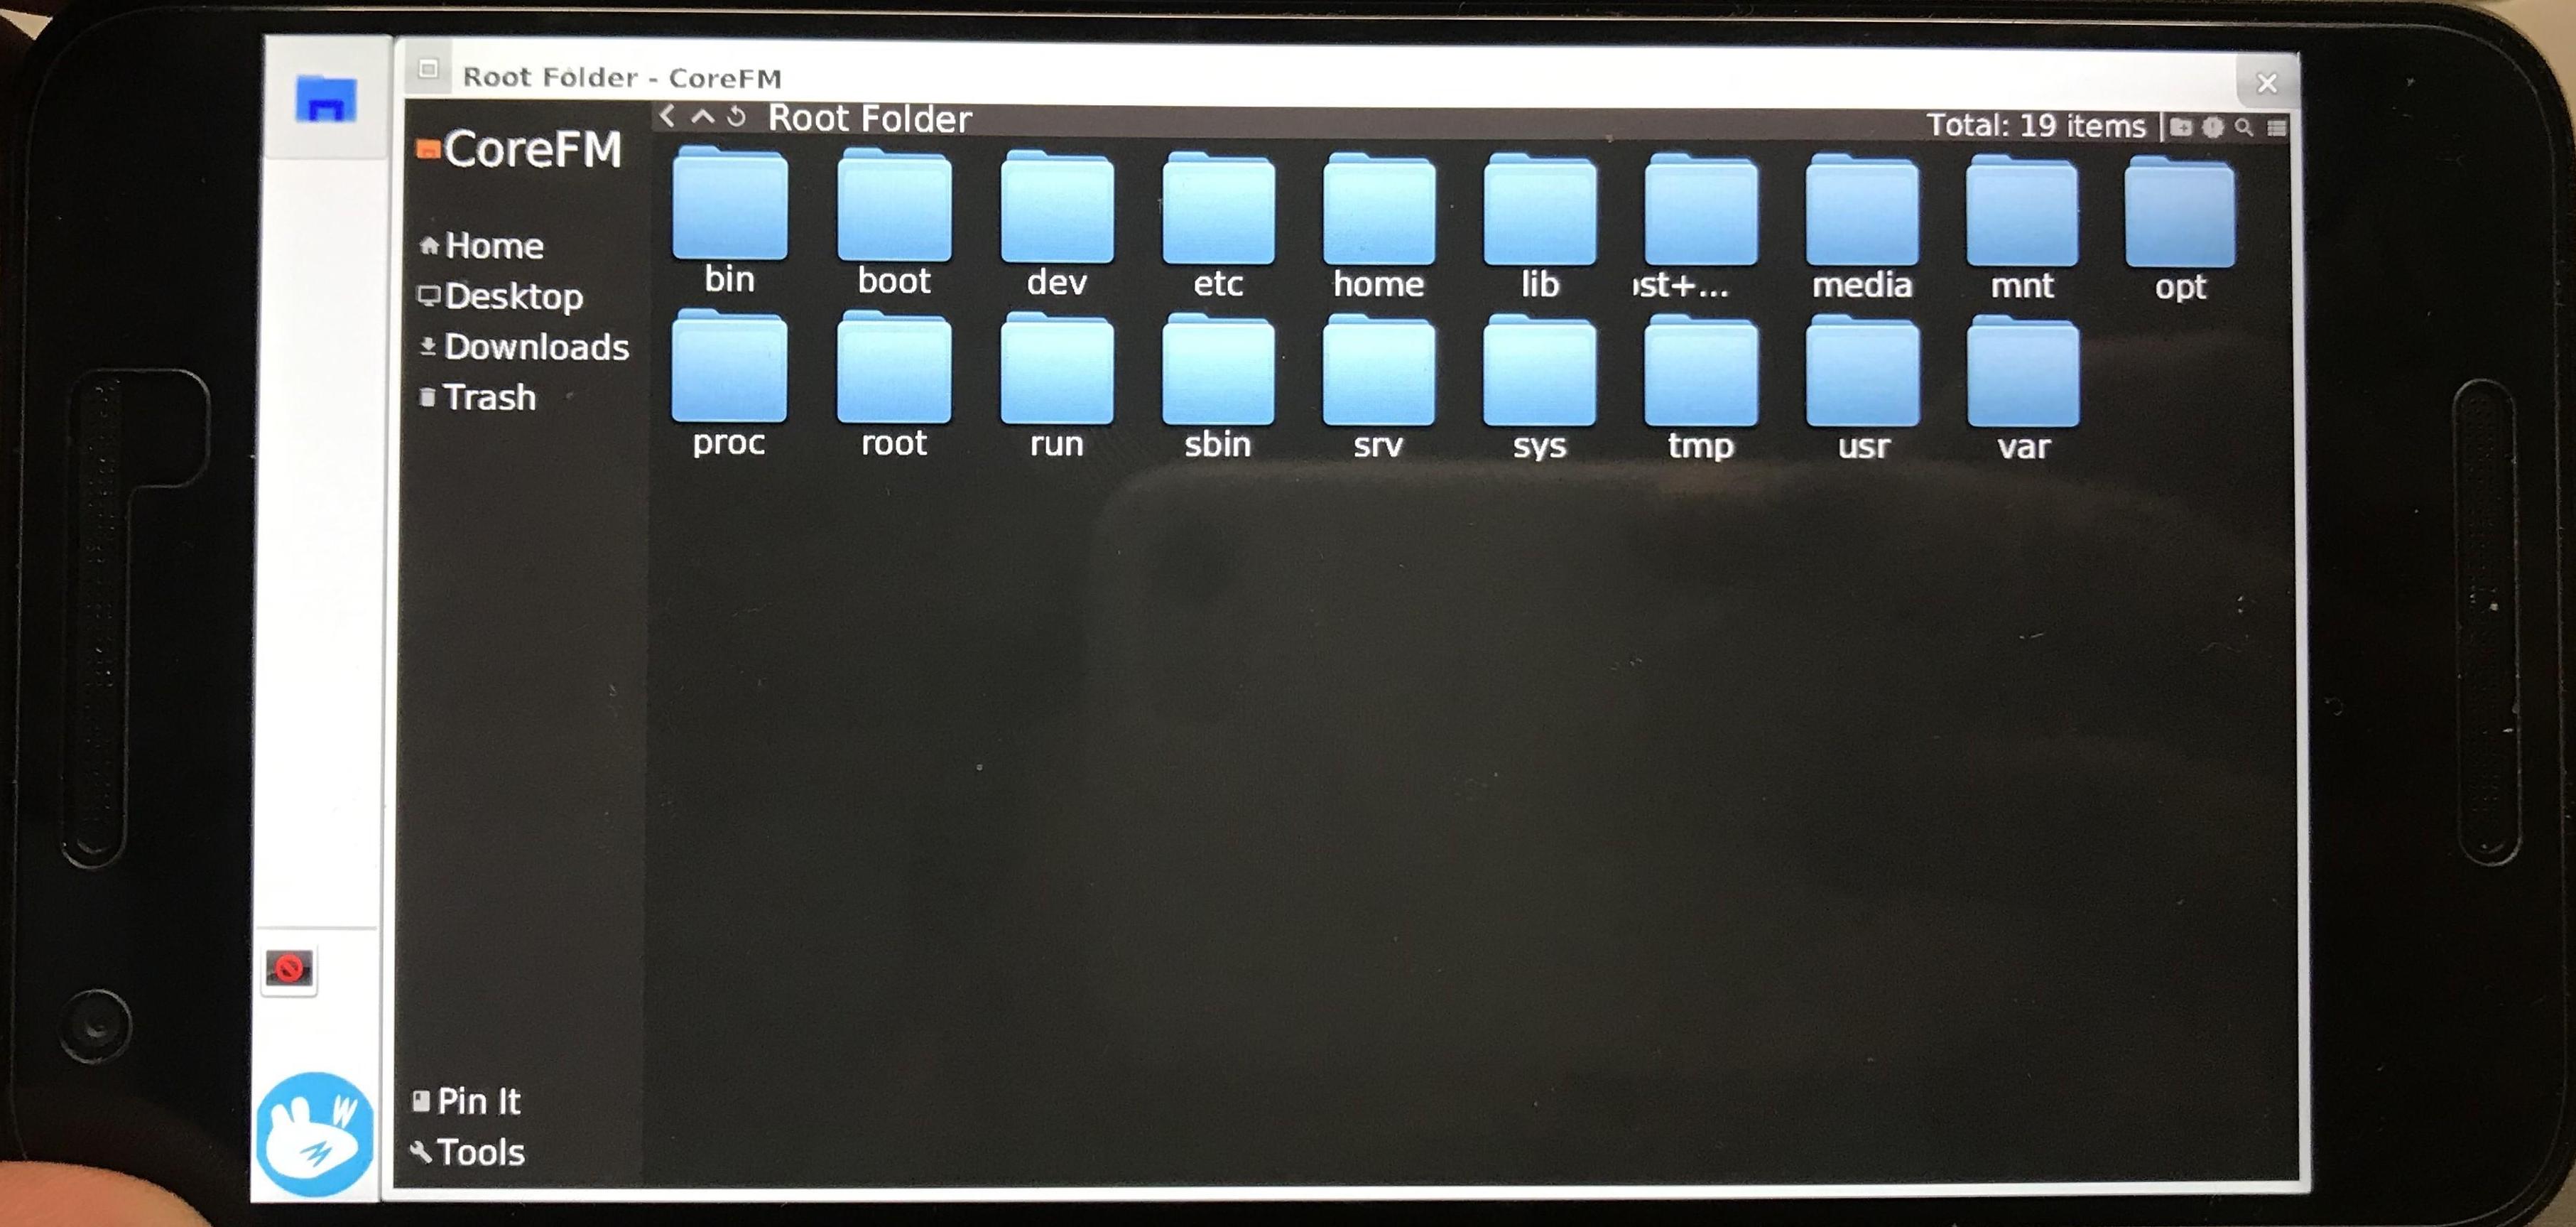 Root Folder - CoreFM
Root Folder
Total: 19 items
CoreFM
Home
Desktop
Downloads
Trash
bin boot dev etc home lib ıst+... media mnt opt
proc root run sbin srv sys tmp usr var
Pin It
Tools